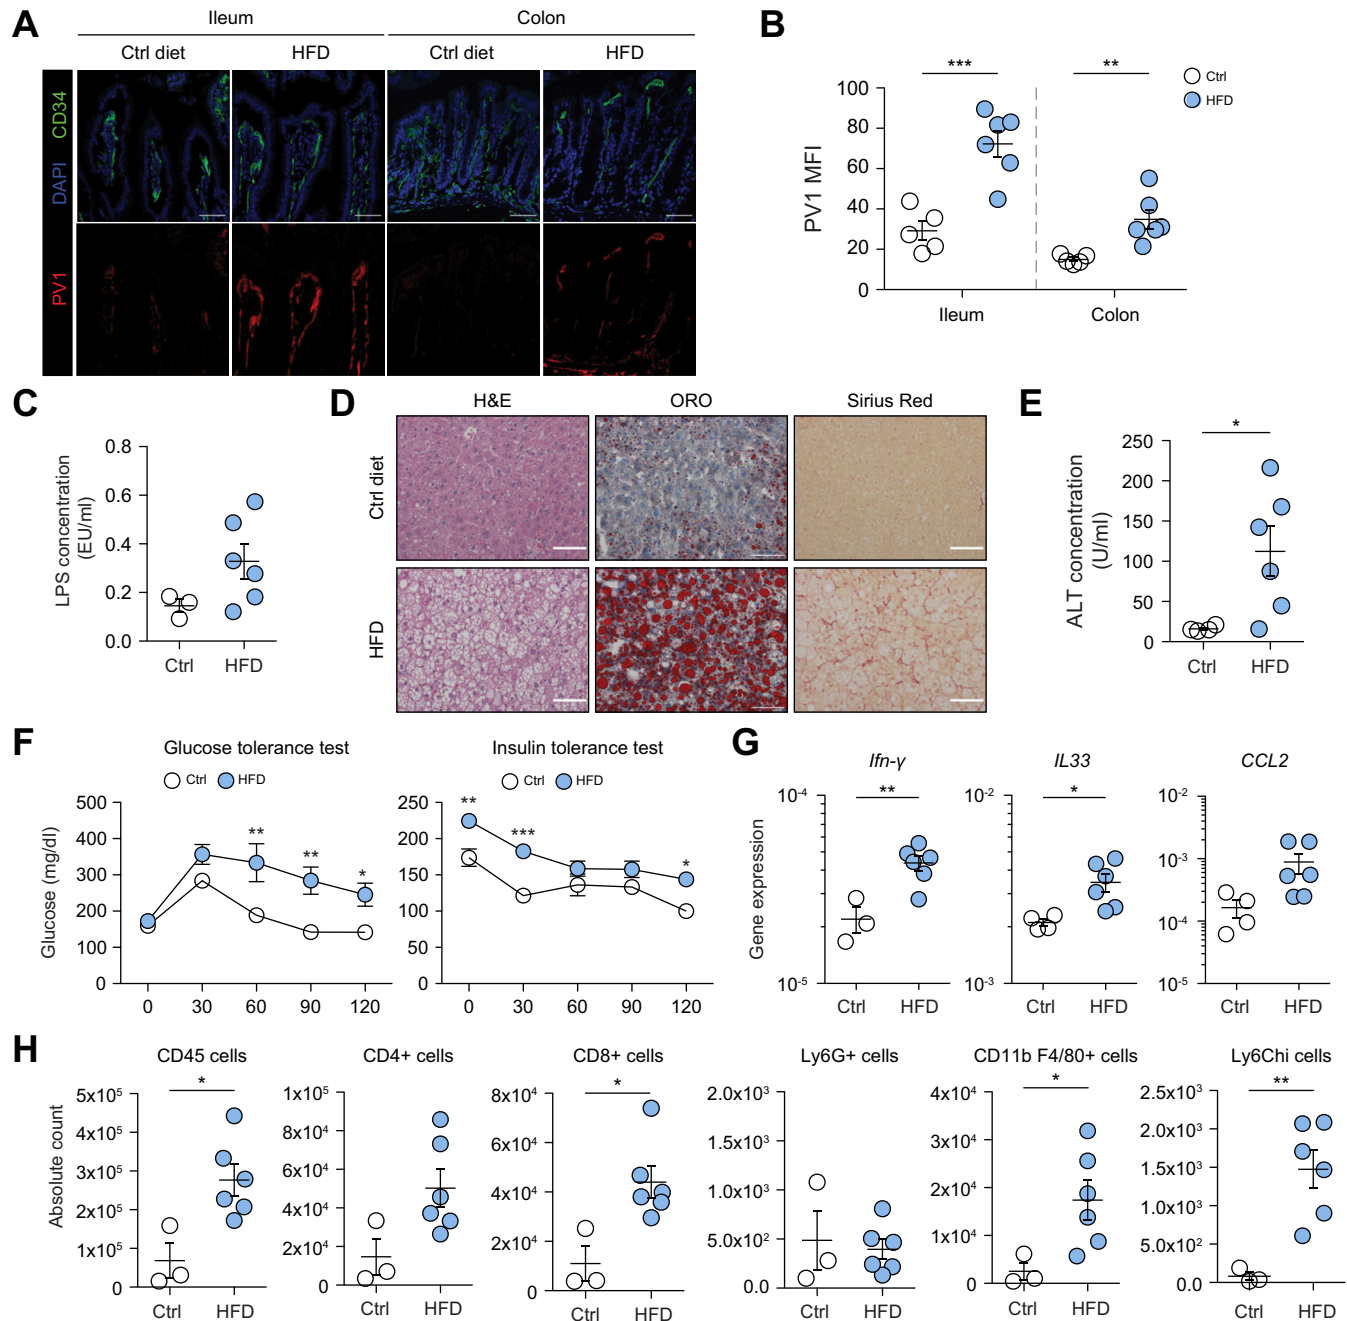 A
Ileum
Colon
Ctrl diet
HFD
Ctrl diet
HFD
DAPI CD34
PV1
B
***
**
Ctrl
HFD
PV1 MFI
100
80
60
40
20
0
Ileum
Colon
C
LPS concentration
(EU/ml)
0.8
0.6
0.4
0.2
0.0
Ctrl
HFD
D
H&E
ORO
Sirius Red
Ctrl diet
HFD
E
*
ALT concentration
(U/ml)
250
200
150
100
50
0
Ctrl
HFD
F
Glucose tolerance test
Ctrl
HFD
Glucose (mg/dl)
500
400
300
200
100
0
**
**
*
0 30 60 90 120
Insulin tolerance test
Ctrl
HFD
250
200
150
100
50
0
**
***
*
0 30 60 90 120
G
Gene expression
Ifn-γ
**
10⁻⁴
10⁻⁵
Ctrl
HFD
IL33
*
10⁻²
10⁻³
Ctrl
HFD
CCL2
10⁻²
10⁻³
10⁻⁴
10⁻⁵
Ctrl
HFD
H
Absolute count
CD45 cells
*
5x10⁵
4x10⁵
3x10⁵
2x10⁵
1x10⁵
0
Ctrl
HFD
CD4+ cells
1x10⁵
8x10⁴
6x10⁴
4x10⁴
2x10⁴
0
Ctrl
HFD
CD8+ cells
*
8x10⁴
6x10⁴
4x10⁴
2x10⁴
0
Ctrl
HFD
Ly6G+ cells
2.0x10³
1.5x10³
1.0x10³
5.0x10²
0.0
Ctrl
HFD
CD11b F4/80+ cells
*
4x10⁴
3x10⁴
2x10⁴
1x10⁴
0
Ctrl
HFD
Ly6Chi cells
**
2.5x10³
2.0x10³
1.5x10³
1.0x10³
5.0x10²
0.0
Ctrl
HFD